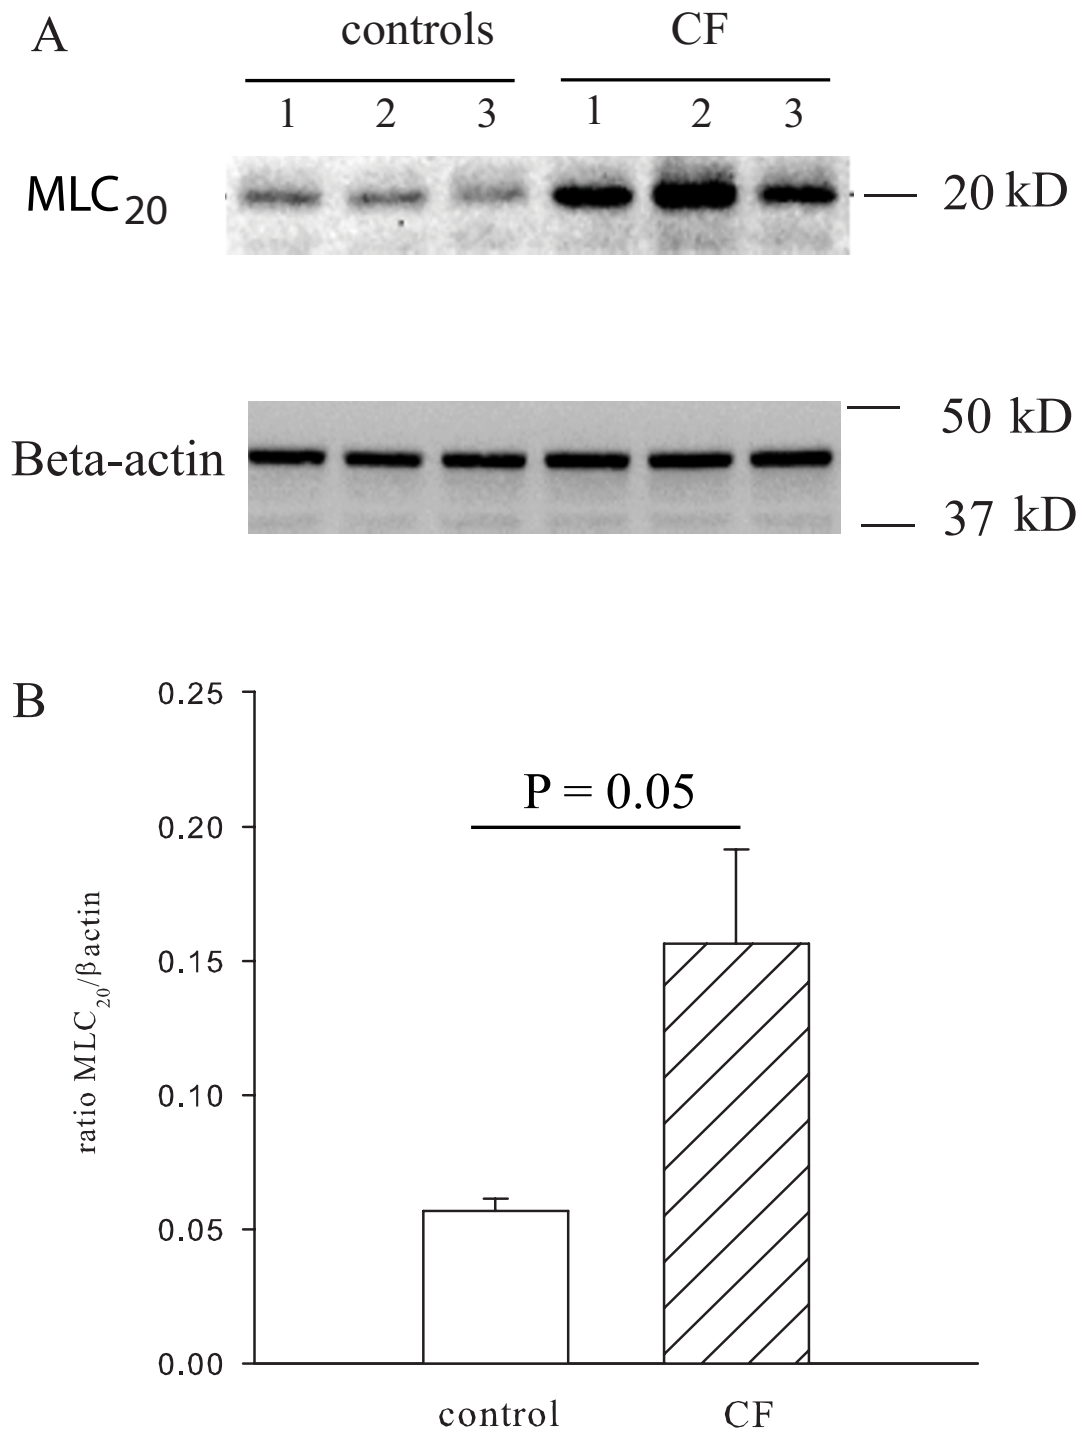 A
controls CF
1 2 3 1 2 3
MLC20 20 kD
50 kD
Beta-actin
37 kD
B
0.25
P = 0.05
0.20
0.15
0.10
0.05
0.00
ratio MLC20/βactin
control CF